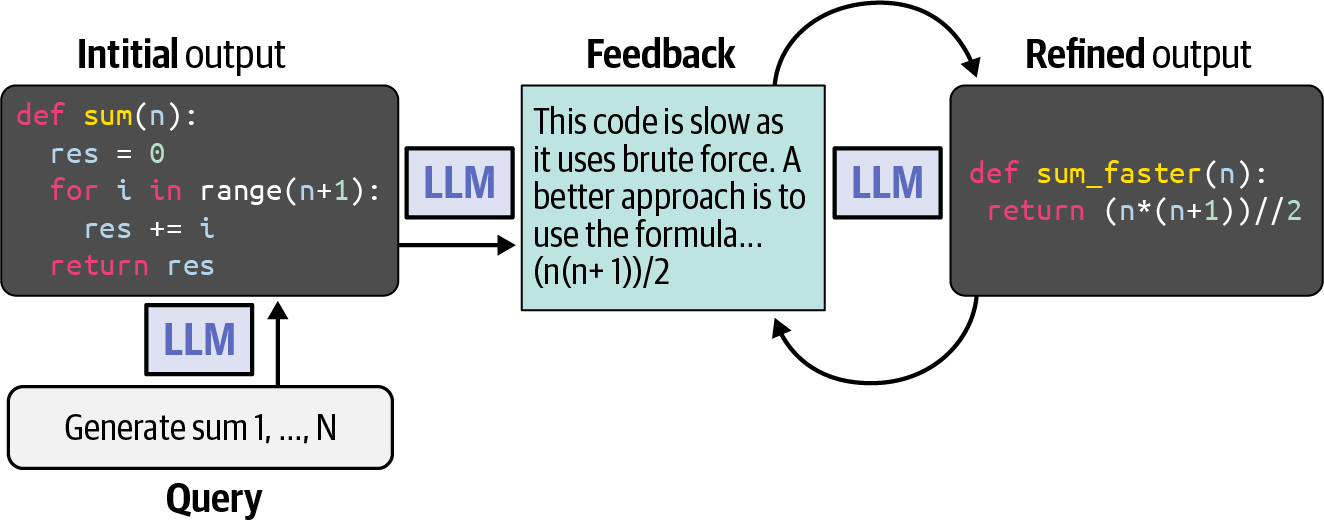 Intitial output
def sum(n):
  res = 0
  for i in range(n+1):
    res += i
  return res
LLM
Generate sum 1, ..., N
Query
LLM
Feedback
This code is slow as
it uses brute force. A
better approach is to
use the formula...
(n(n+ 1))/2
LLM
Refined output
def sum_faster(n):
 return (n*(n+1))//2